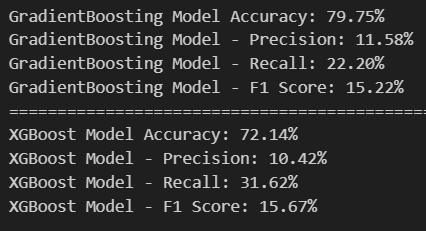 GradientBoosting Model Accuracy: 79.75%
GradientBoosting Model - Precision: 11.58%
GradientBoosting Model - Recall: 22.20%
GradientBoosting Model - F1 Score: 15.22%
==================================================
XGBoost Model Accuracy: 72.14%
XGBoost Model - Precision: 10.42%
XGBoost Model - Recall: 31.62%
XGBoost Model - F1 Score: 15.67%